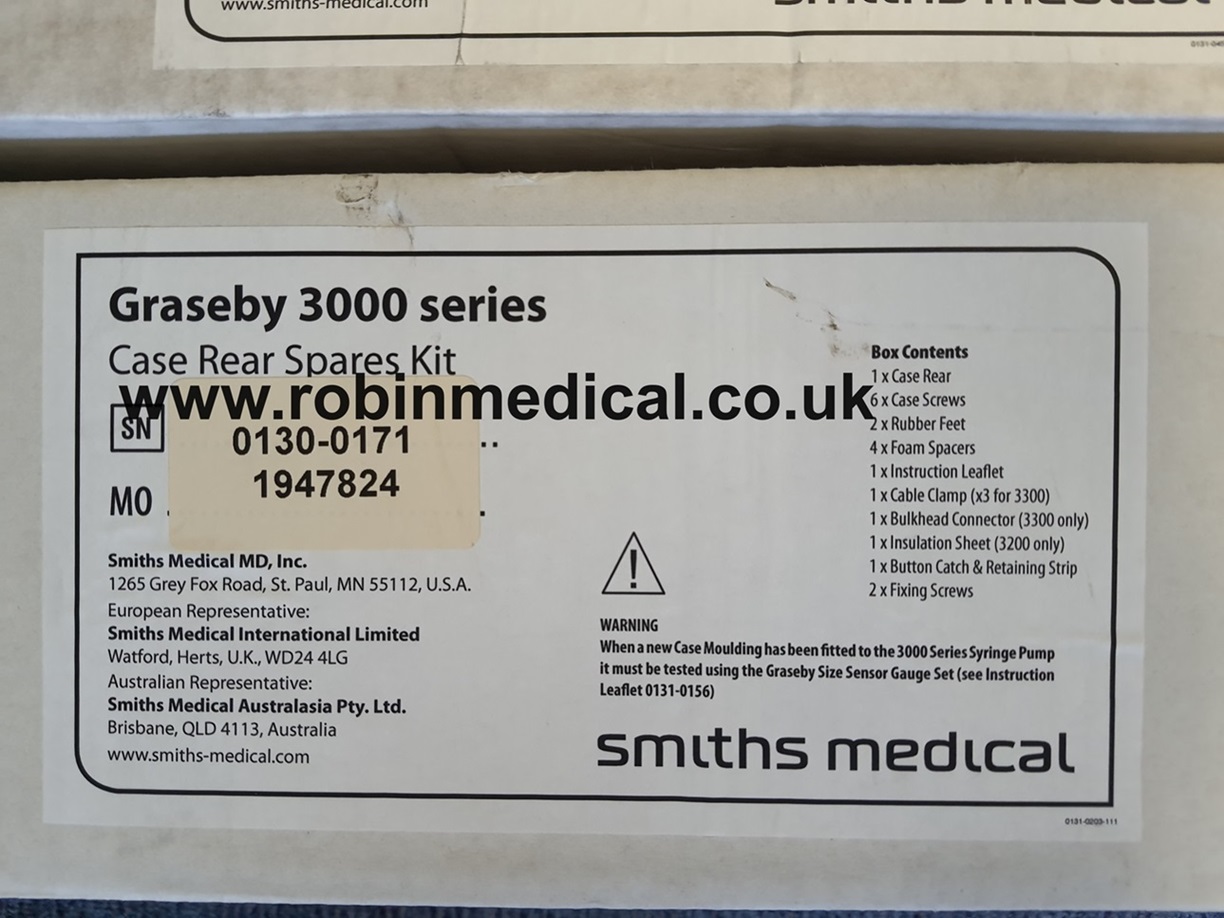 www.smiths-medical.com
smiths medical
Graseby 3000 series
Case Rear Spares Kit
www.robinmedical.co.uk
SN
0130-0171
MO
1947824
Smiths Medical MD, Inc.
1265 Grey Fox Road, St. Paul, MN 55112, U.S.A.
European Representative:
Smiths Medical International Limited
Watford, Herts, U.K., WD24 4LG
Australian Representative:
Smiths Medical Australasia Pty. Ltd.
Brisbane, QLD 4113, Australia
www.smiths-medical.com
Box Contents
1 x Case Rear
6 x Case Screws
2 x Rubber Feet
4 x Foam Spacers
1 x Instruction Leaflet
1 x Cable Clamp (x3 for 3300)
1 x Bulkhead Connector (3300 only)
1 x Insulation Sheet (3200 only)
1 x Button Catch & Retaining Strip
2 x Fixing Screws
!
WARNING
When a new Case Moulding has been fitted to the 3000 Series Syringe Pump
it must be tested using the Graseby Size Sensor Gauge Set (see Instruction
Leaflet 0131-0156)
smiths medical
0131-0203-111